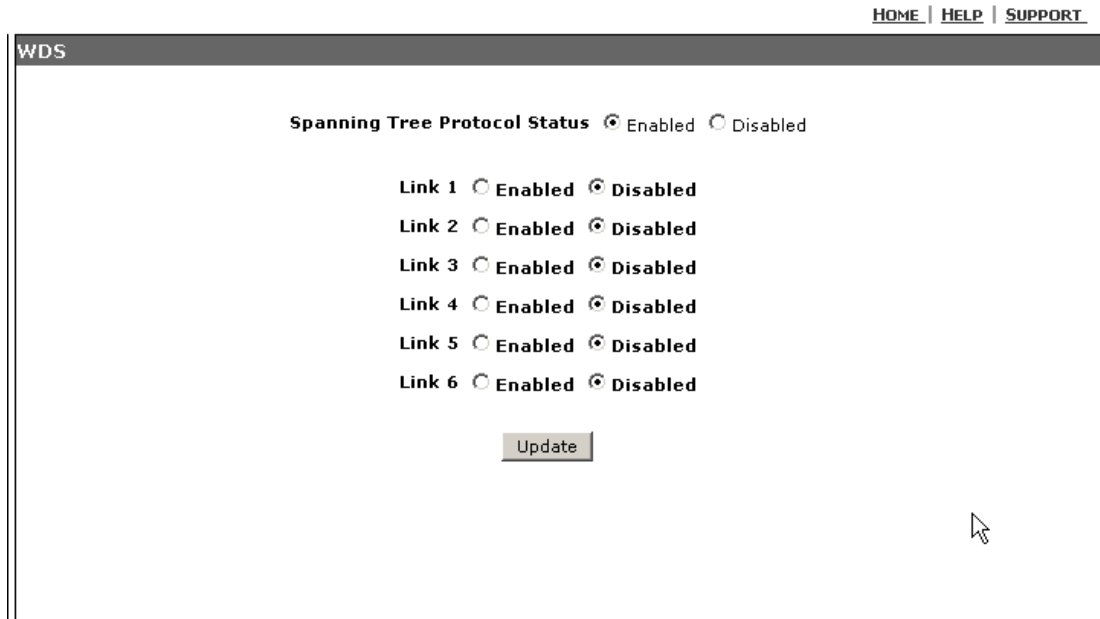 HOME | HELP | SUPPORT
WDS
Spanning Tree Protocol Status Enabled Disabled
Link 1 Enabled Disabled
Link 2 Enabled Disabled
Link 3 Enabled Disabled
Link 4 Enabled Disabled
Link 5 Enabled Disabled
Link 6 Enabled Disabled
Update